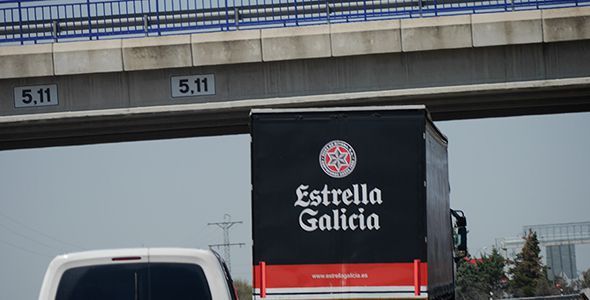 5,11
5,11
Estrella
Galicia
www.estrellagalicia.es